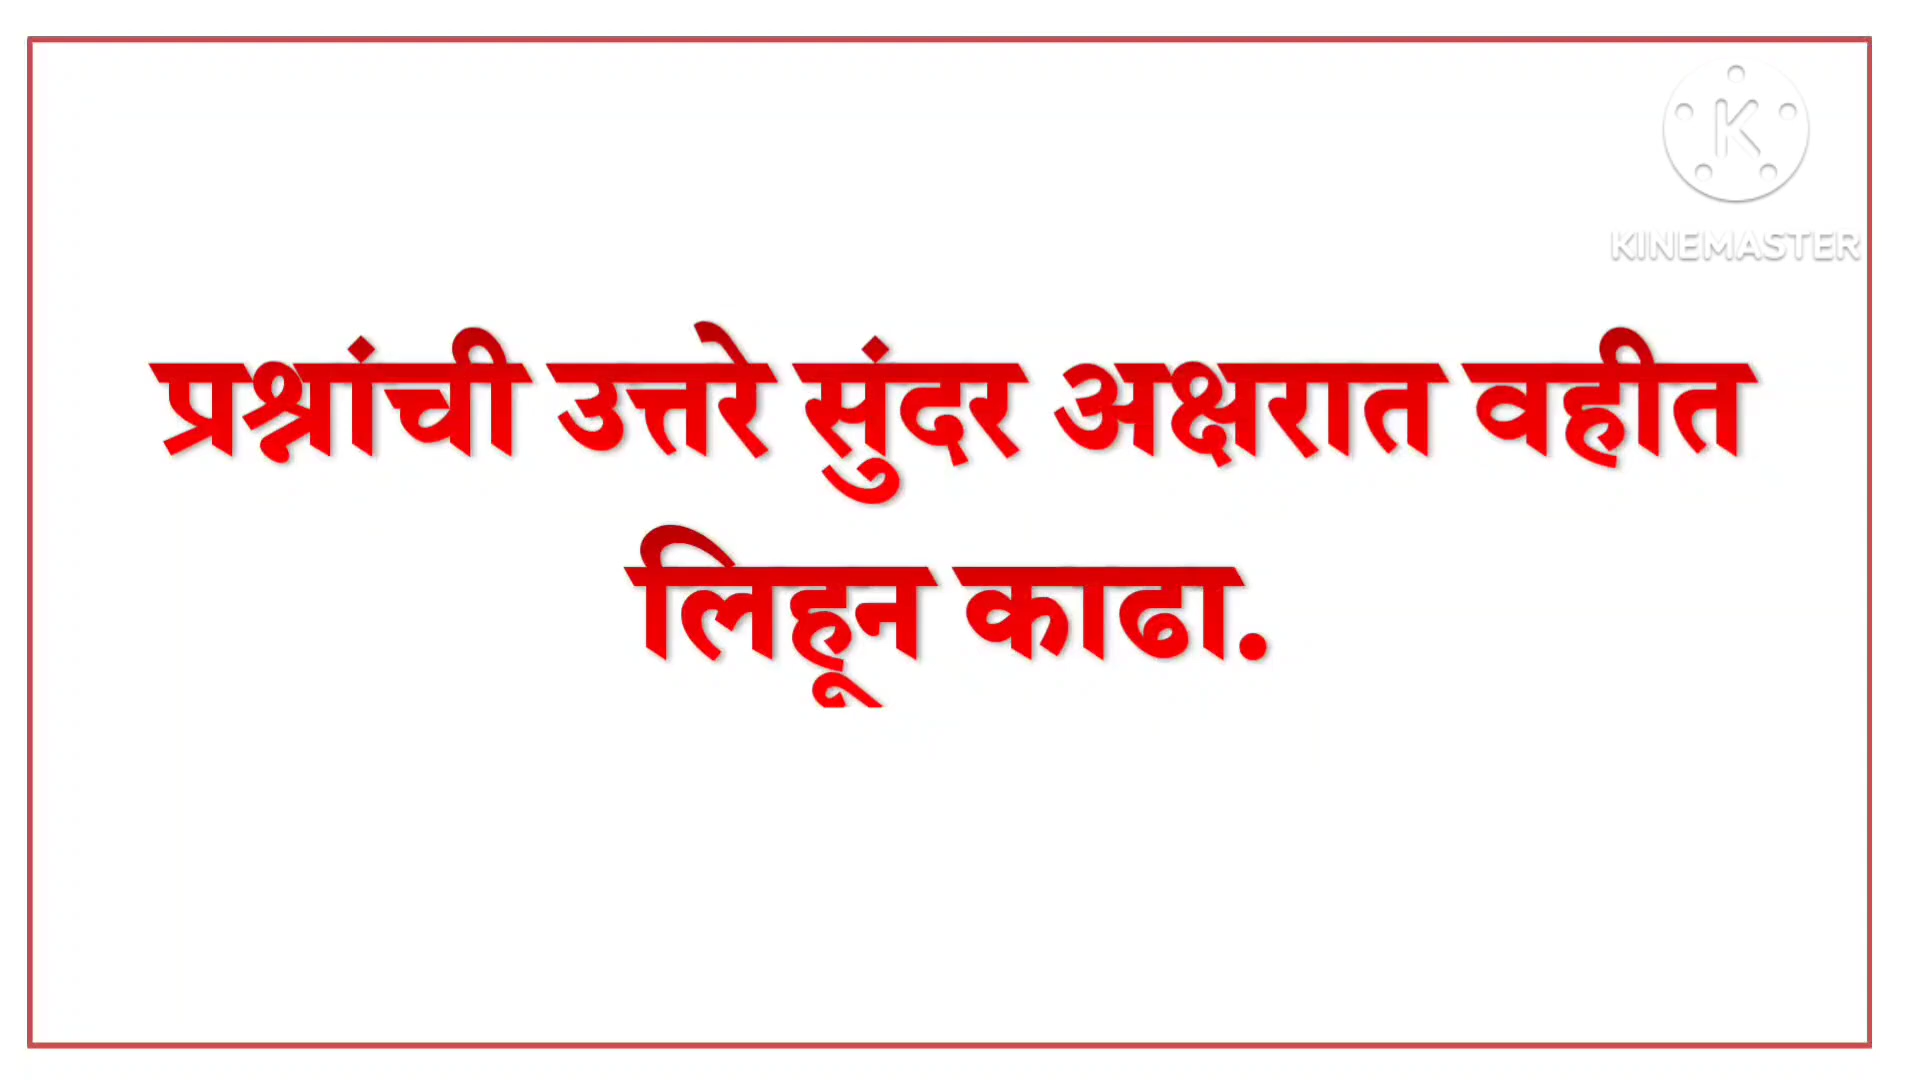 K
KINEMASTER
प्रश्नांची उत्तरे सुंदर अक्षरात वहीत
लिहून काढा.